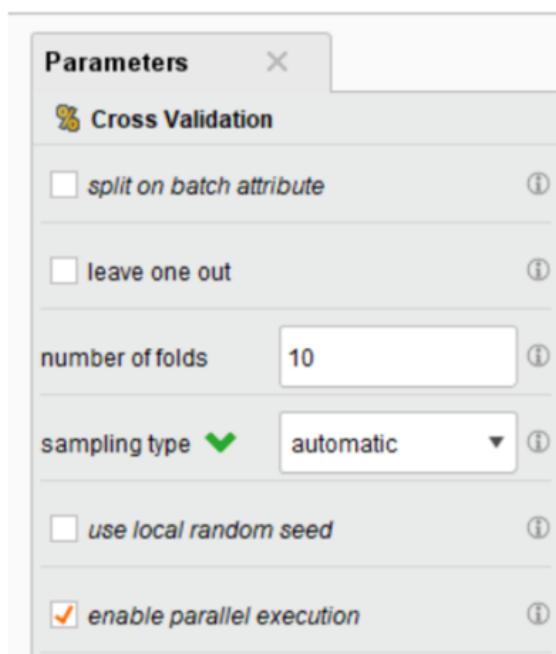 Parameters
Cross Validation
split on batch attribute
leave one out
number of folds 10
sampling type automatic
use local random seed
enable parallel execution